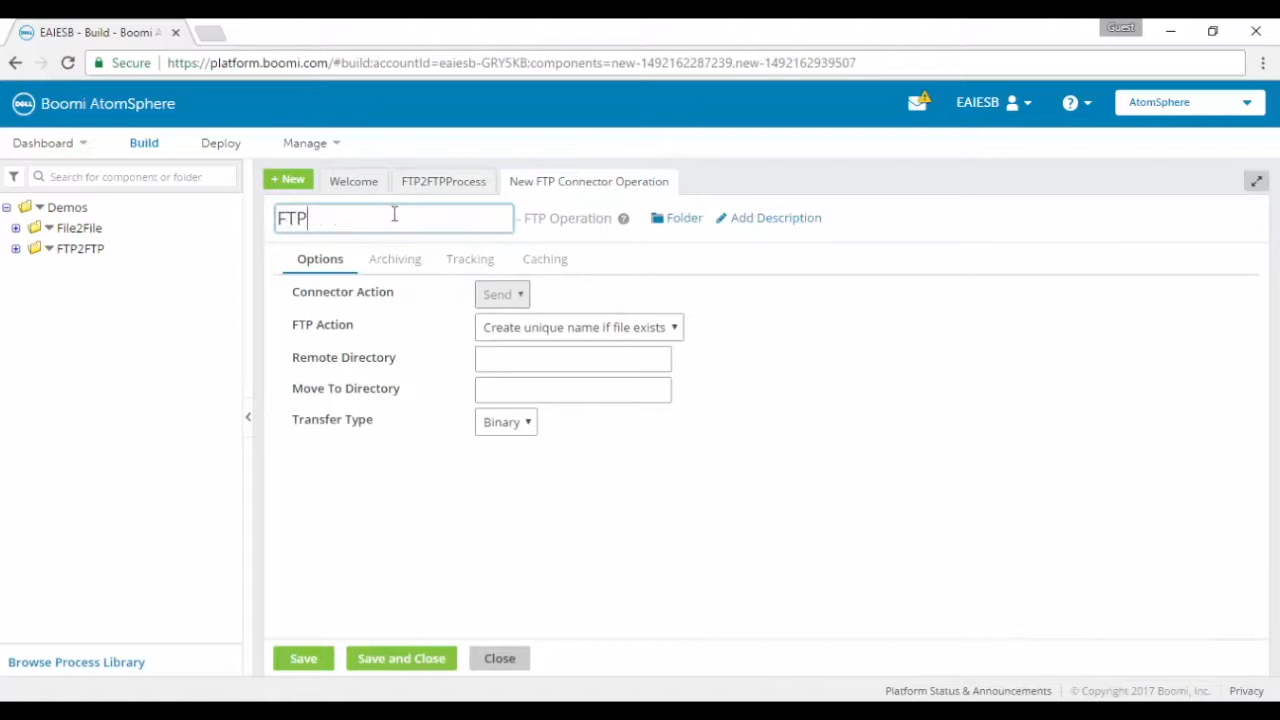 EAIESB - Build - Boomi A
Guest
Secure
https://platform.boomi.com/#build:accountId=eaiesb-GRY5KB:components=new-1492162287239,new-1492162939507
DELL Boomi AtomSphere
EAIESB
AtomSphere
Dashboard Build Deploy Manage
Search for component or folder
+ New Welcome FTP2FTPProcess New FTP Connector Operation
Demos
File2File
FTP2FTP
FTP - FTP Operation Folder Add Description
Options Archiving Tracking Caching
Connector Action Send
FTP Action Create unique name if file exists
Remote Directory
Move To Directory
Transfer Type Binary
Browse Process Library
Save Save and Close Close
Platform Status & Announcements © Copyright 2017 Boomi, Inc. Privacy